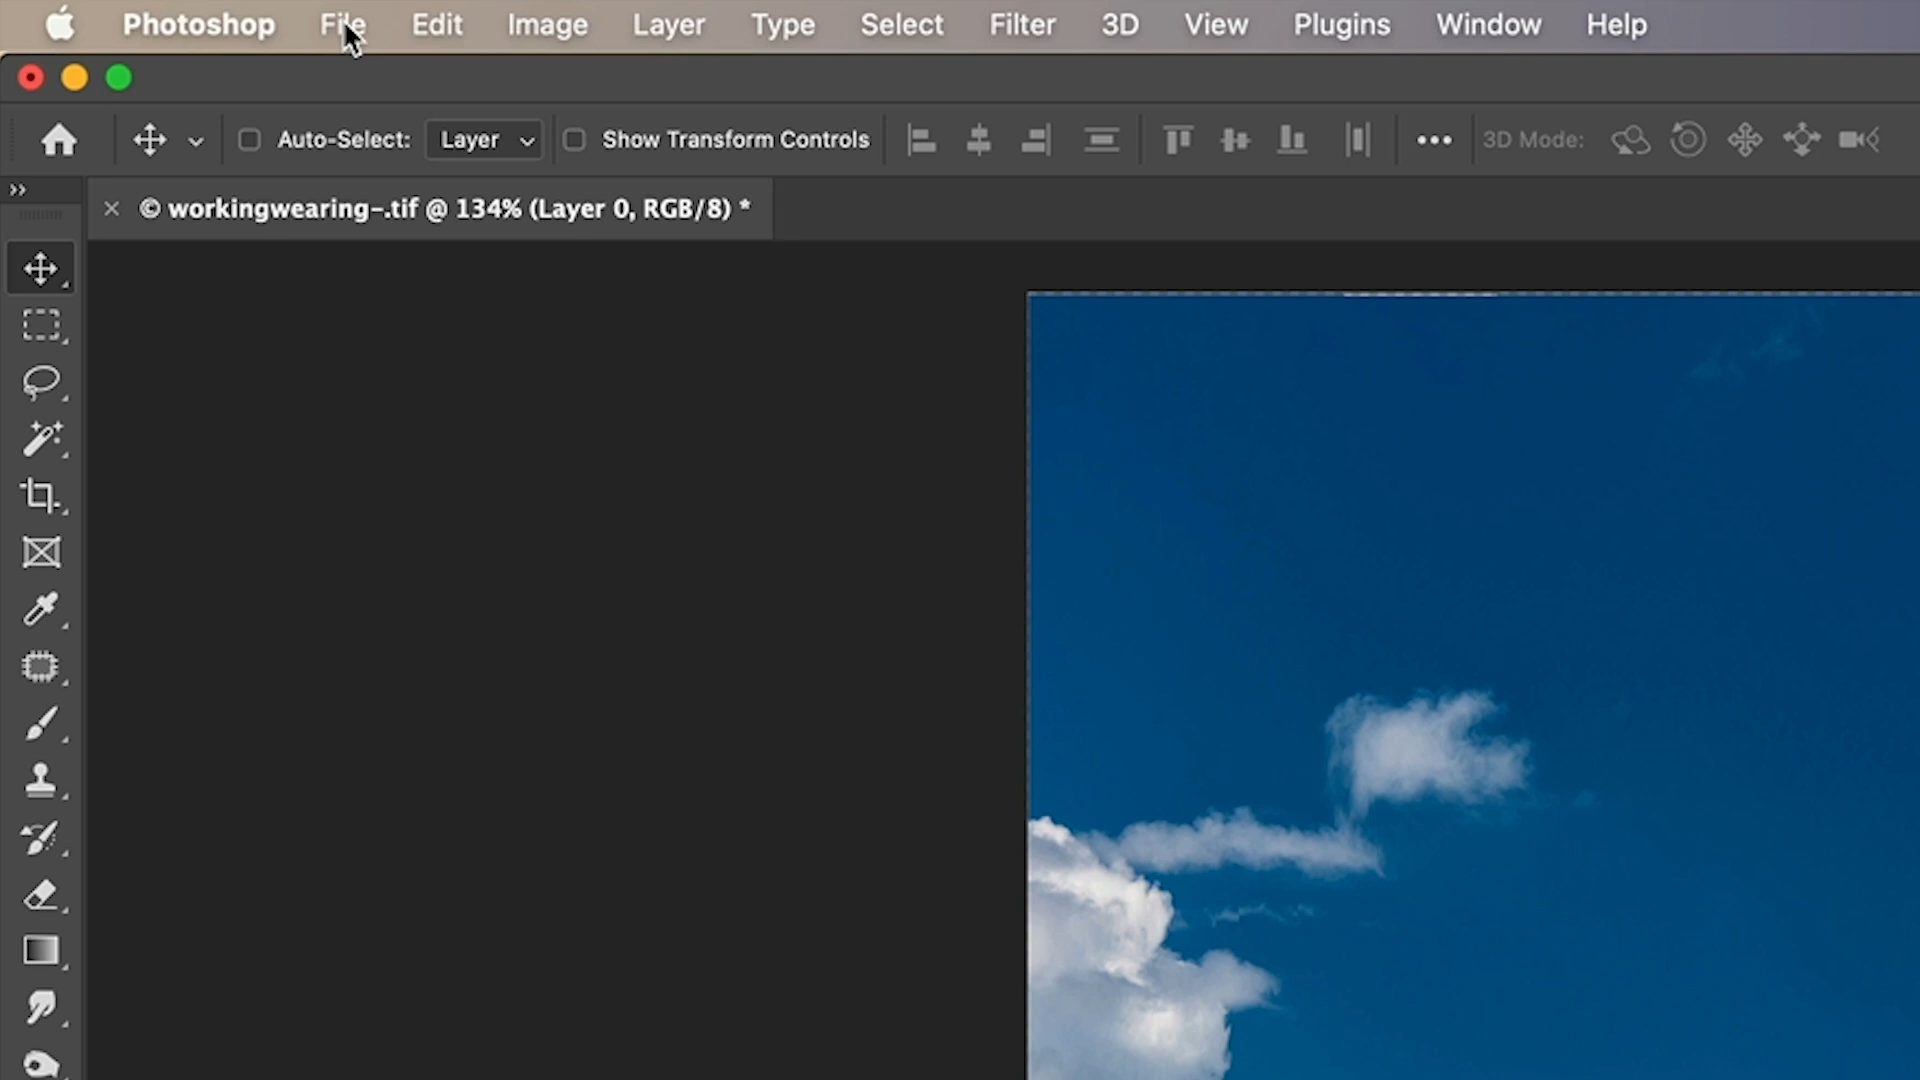 Photoshop File Edit Image Layer Type Select Filter 3D View Plugins Window Help
Auto-Select: Layer Show Transform Controls ••• 3D Mode:
© workingwearing-.tif @ 134% (Layer 0, RGB/8) *